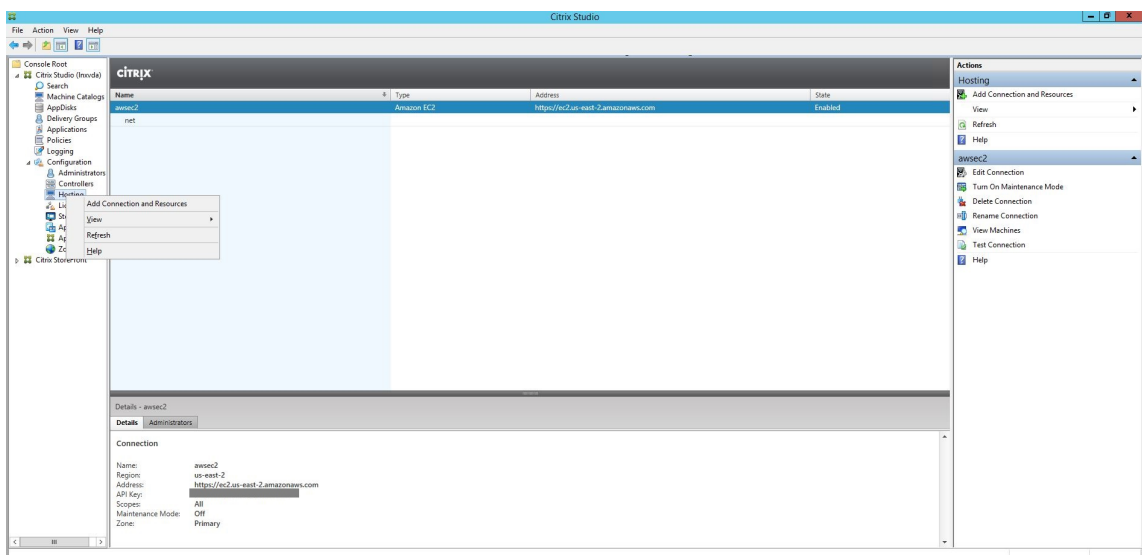 Citrix Studio
File Action View Help
Console Root
Citrix Studio (lnxvda)
Search
Machine Catalogs
AppDisks
Delivery Groups
Applications
Policies
Logging
Configuration
Administrators
Controllers
Hosting
Citrix StoreFront
Add Connection and Resources
View
Refresh
Help
CITRIX
Name Type Address State
awsec2 Amazon EC2 https://ec2.us-east-2.amazonaws.com Enabled
net
Details - awsec2
Details Administrators
Connection
Name: awsec2
Region: us-east-2
Address: https://ec2.us-east-2.amazonaws.com
API Key:
Scopes: All
Maintenance Mode: Off
Zone: Primary
Actions
Hosting
Add Connection and Resources
View
Refresh
Help
awsec2
Edit Connection
Turn On Maintenance Mode
Delete Connection
Rename Connection
View Machines
Test Connection
Help